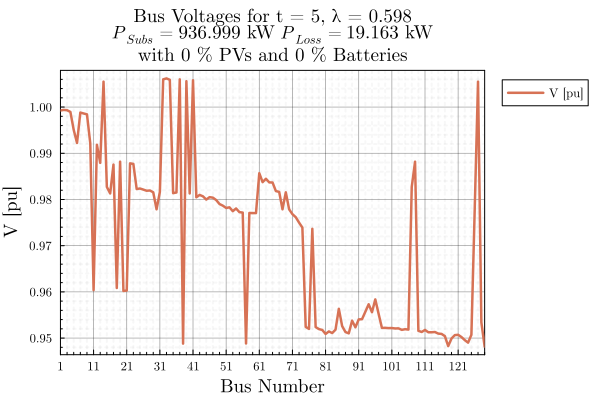 Bus Voltages for t = 5, λ = 0.598
P_Subs = 936.999 kW P_Loss = 19.163 kW
with 0 % PVs and 0 % Batteries
V [pu]
1.00
0.99
0.98
0.97
0.96
0.95
V [pu]
1 11 21 31 41 51 61 71 81 91 101 111 121
Bus Number